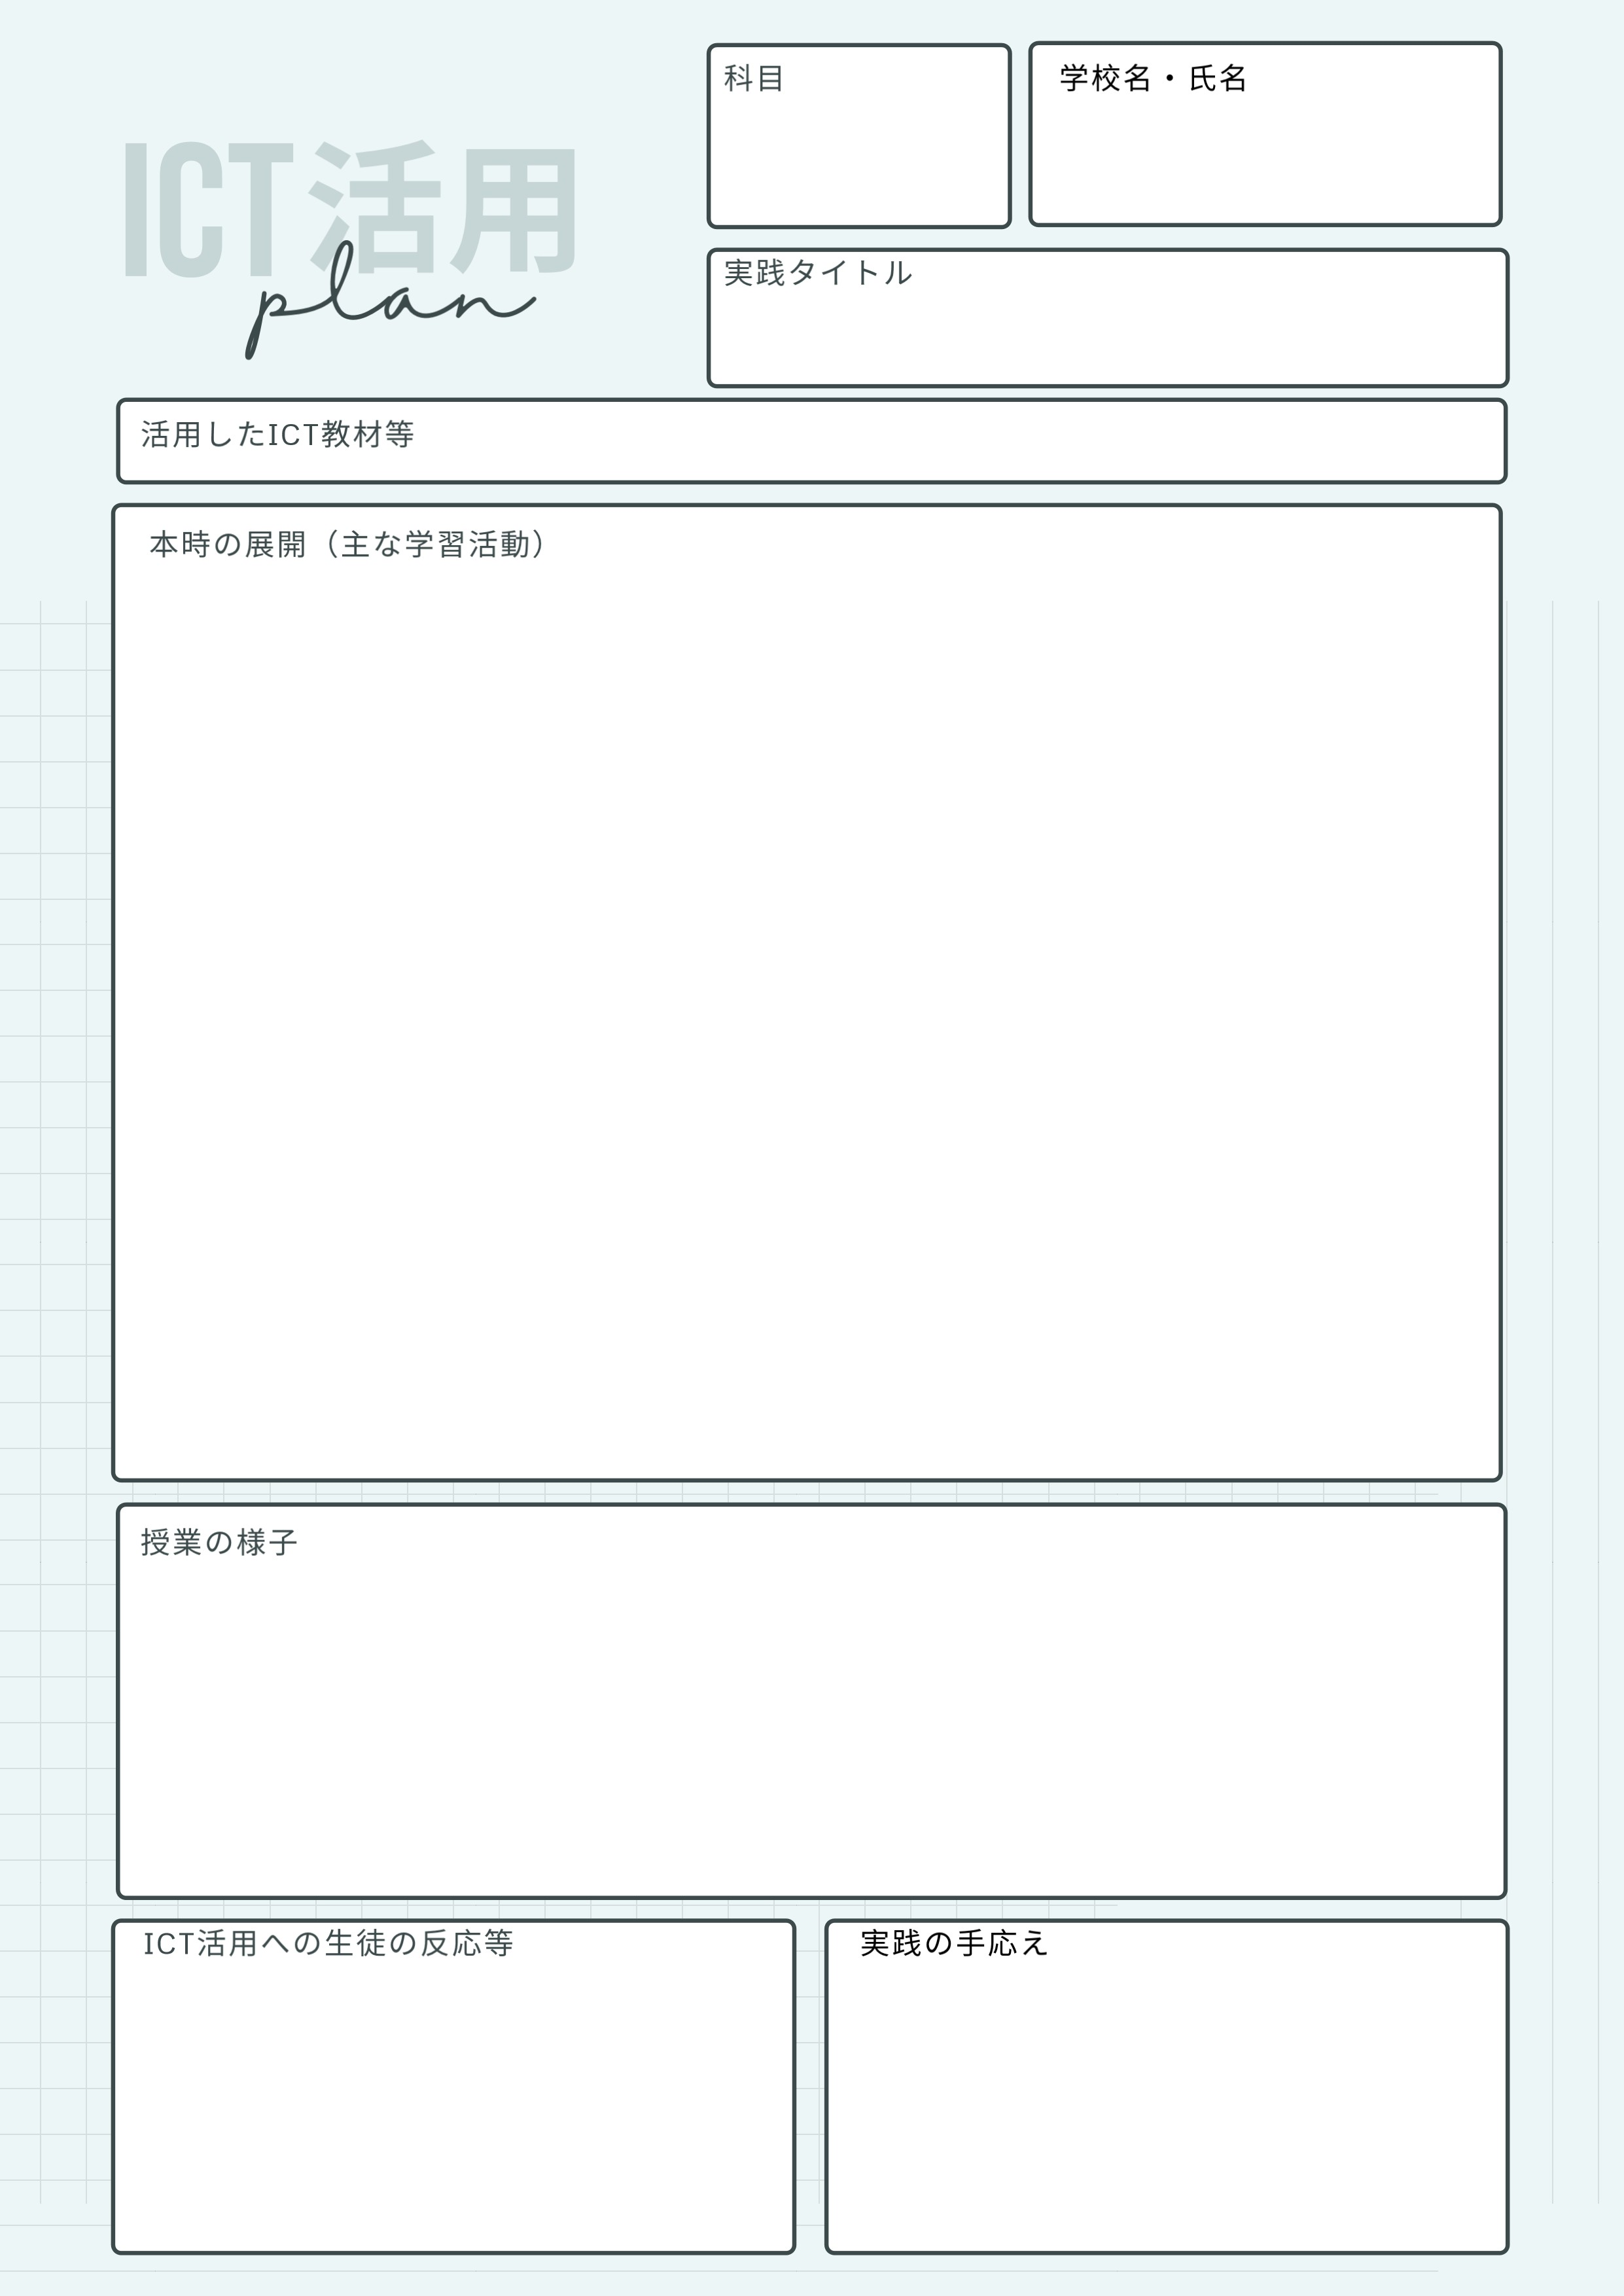 科目
学校名・氏名
ICT活用
plan
実践タイトル
活用したICT教材等
本時の展開（主な学習活動）
授業の様子
ICT活用への生徒の反応等
実践の手応え